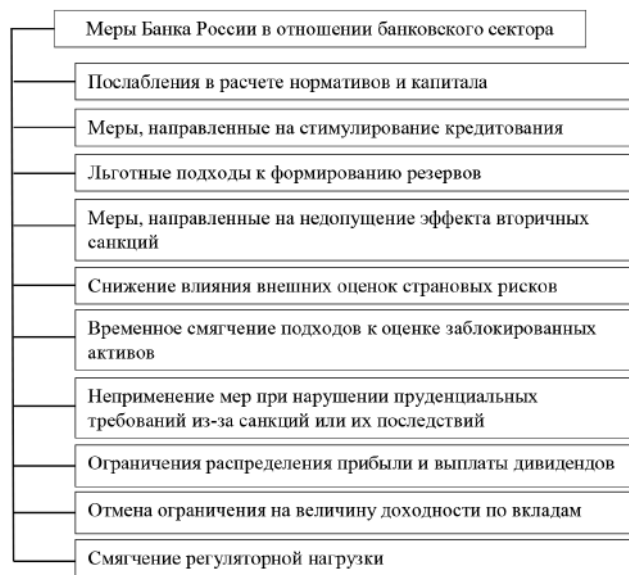 Меры Банка России в отношении банковского сектора
Послабления в расчете нормативов и капитала
Меры, направленные на стимулирование кредитования
Льготные подходы к формированию резервов
Меры, направленные на недопущение эффекта вторичных
санкций
Снижение влияния внешних оценок страновых рисков
Временное смягчение подходов к оценке заблокированных
активов
Неприменение мер при нарушении пруденциальных
требований из-за санкций или их последствий
Ограничения распределения прибыли и выплаты дивидендов
Отмена ограничения на величину доходности по вкладам
Смягчение регуляторной нагрузки